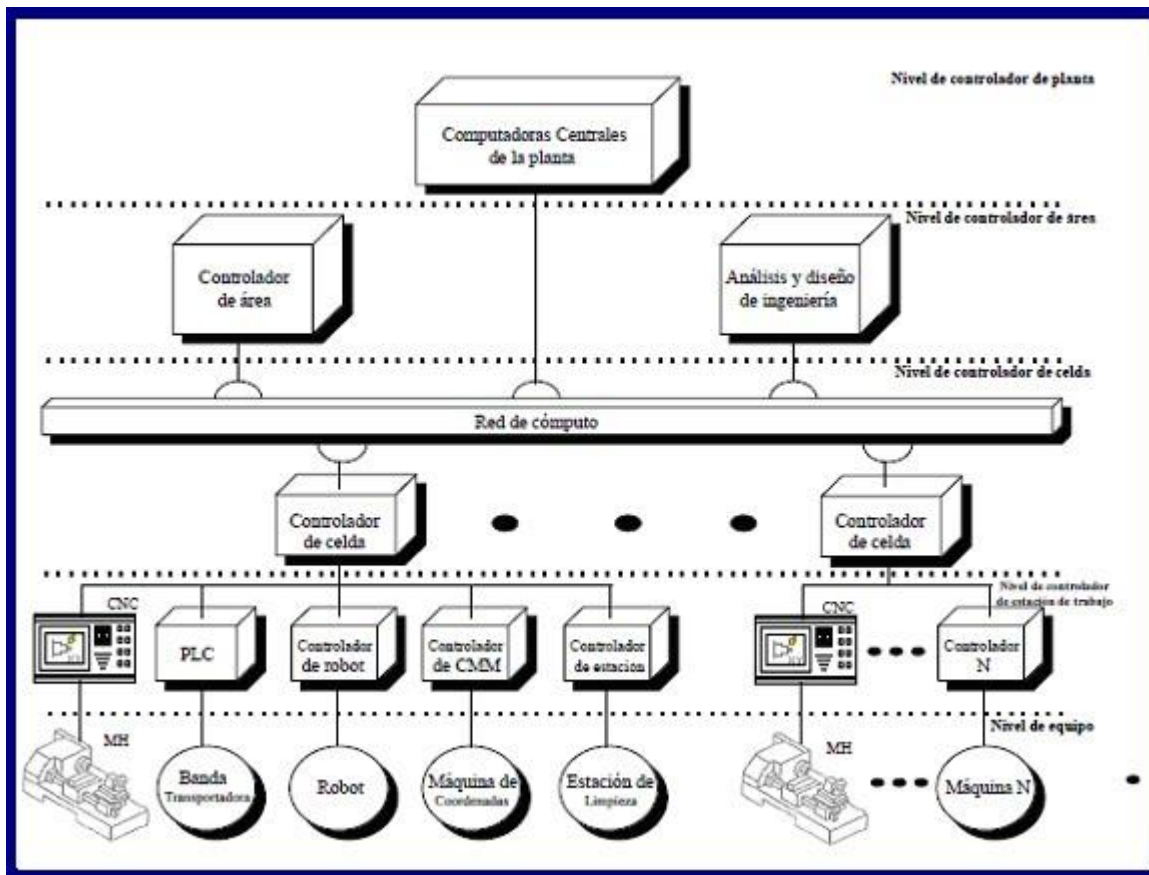 Nivel de controlador de planta
Computadoras Centrales
de la planta
Nivel de controlador de área
Controlador
de área
Análisis y diseño
de ingeniería
Nivel de controlador de celda
Red de cómputo
Controlador
de celda
Controlador
de celda
Nivel de controlador
de estación de trabajo
CNC
PLC
Controlador
de robot
Controlador
de CMM
Controlador
de estación
CNC
Controlador
N
Nivel de equipo
MH
Banda
Transportadora
Robot
Máquina de
Coordenadas
Estación de
Limpieza
MH
Máquina N